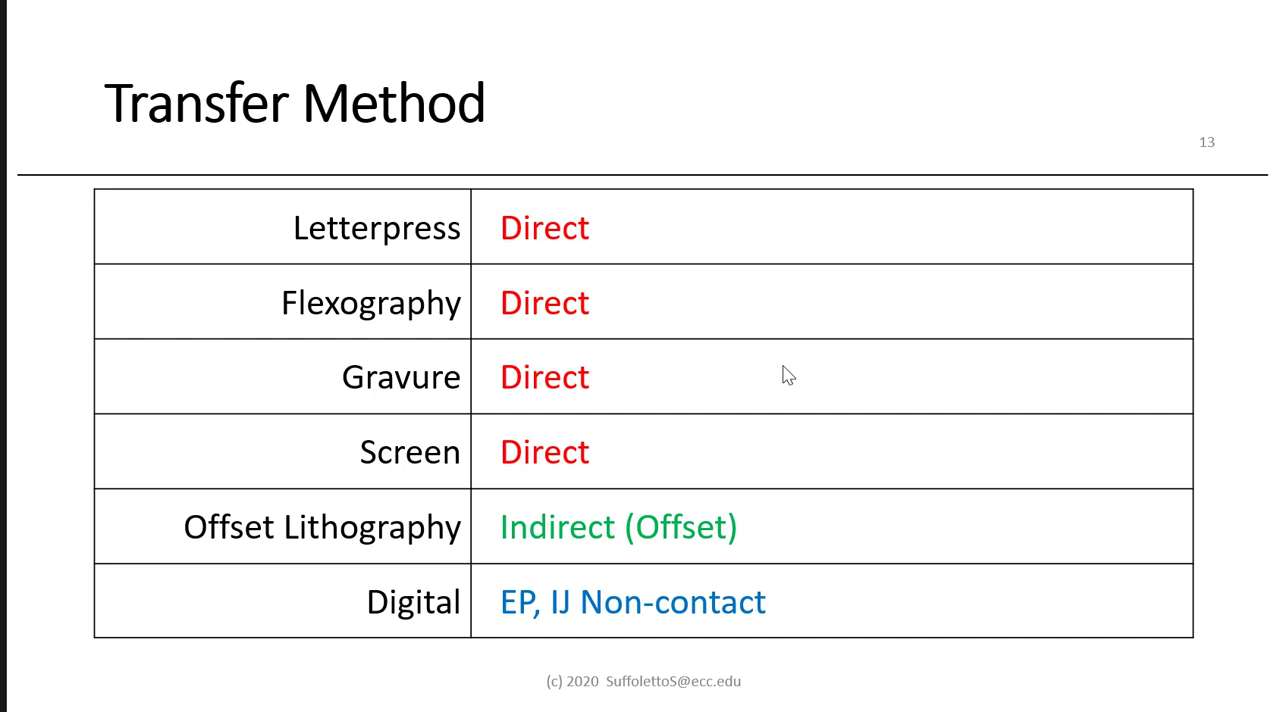 Transfer Method
13
Letterpress Direct
Flexography Direct
Gravure Direct
Screen Direct
Offset Lithography Indirect (Offset)
Digital EP, IJ Non-contact
(c) 2020 SuffolettoS@ecc.edu